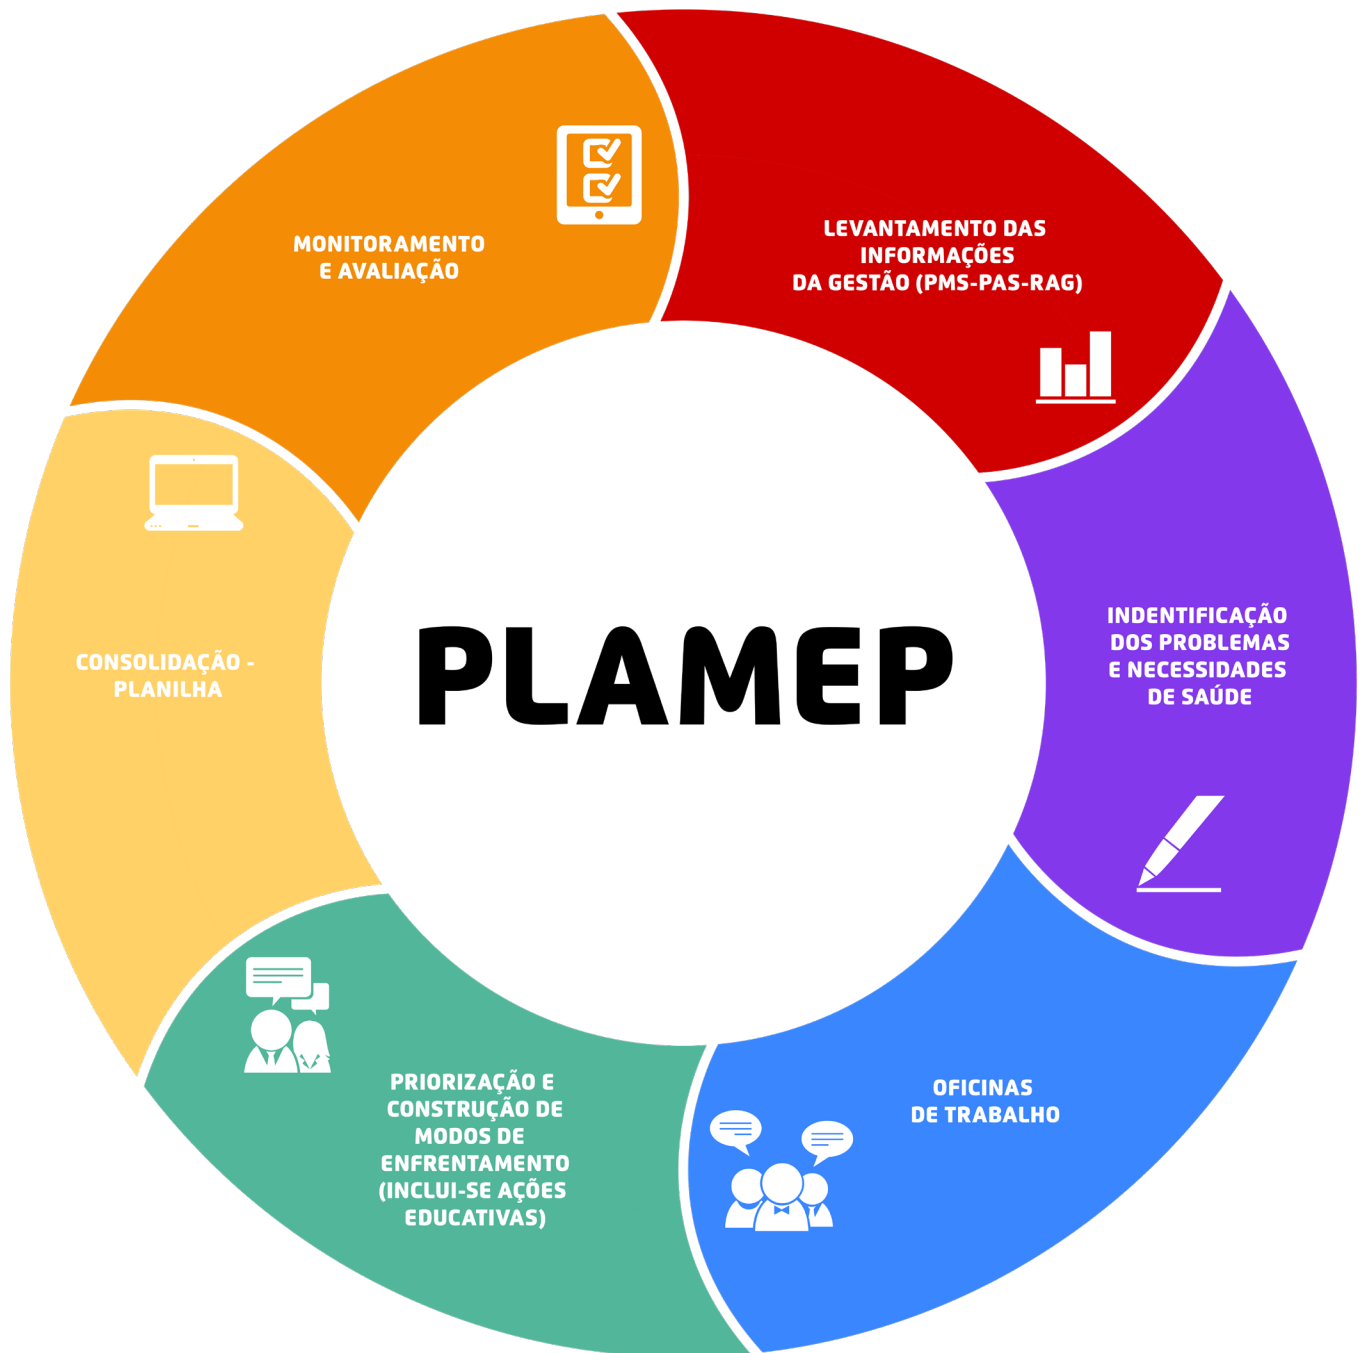 LEVANTAMENTO DAS
INFORMAÇÕES
DA GESTÃO (PMS-PAS-RAG)
INDENTIFICAÇÃO
DOS PROBLEMAS
E NECESSIDADES
DE SAÚDE
OFICINAS
DE TRABALHO
PRIORIZAÇÃO E
CONSTRUÇÃO DE
MODOS DE
ENFRENTAMENTO
(INCLUI-SE AÇÕES
EDUCATIVAS)
CONSOLIDAÇÃO -
PLANILHA
MONITORAMENTO
E AVALIAÇÃO
PLAMEP